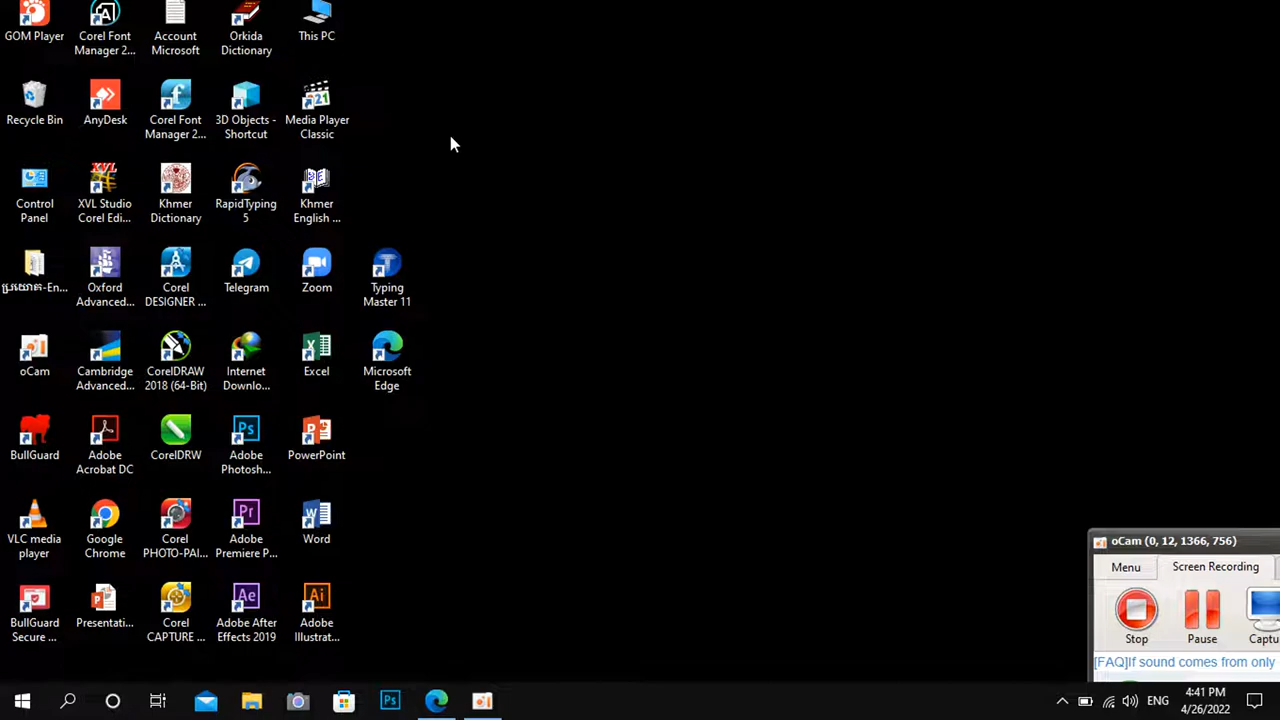 GOM Player
Corel Font
Manager 2...
Account
Microsoft
Orkida
Dictionary
This PC
Recycle Bin
AnyDesk
Corel Font
Manager 2...
3D Objects -
Shortcut
Media Player
Classic
Control
Panel
XVL Studio
Corel Edi...
Khmer
Dictionary
RapidTyping
5
Khmer
English ...
ប្រយោគ-En...
Oxford
Advanced...
Corel
DESIGNER ...
Telegram
Zoom
Typing
Master 11
oCam
Cambridge
Advanced...
CorelDRAW
2018 (64-Bit)
Internet
Downlo...
Excel
Microsoft
Edge
BullGuard
Adobe
Acrobat DC
CorelDRW
Adobe
Photosh...
PowerPoint
VLC media
player
Google
Chrome
Corel
PHOTO-PAI...
Adobe
Premiere P...
Word
BullGuard
Secure ...
Presentati...
Corel
CAPTURE ...
Adobe After
Effects 2019
Adobe
Illustrat...
oCam (0, 12, 1366, 756)
Menu
Screen Recording
Stop
Pause
Captu
[FAQ]If sound comes from only
ENG
4:41 PM
4/26/2022